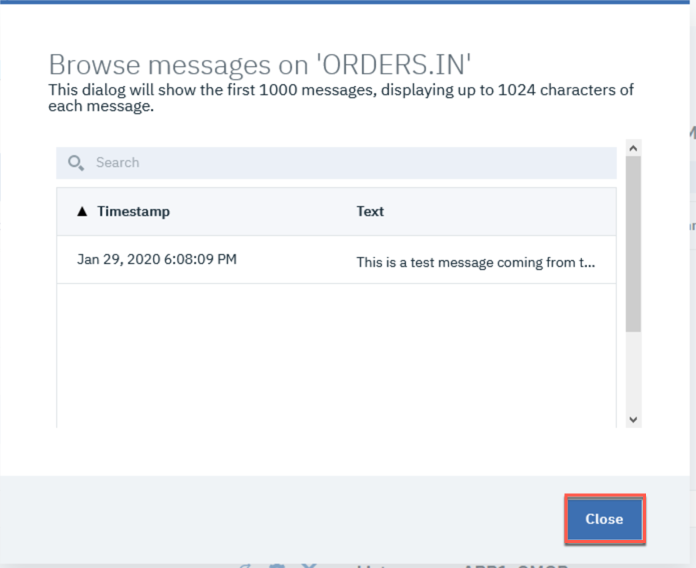 Browse messages on 'ORDERS.IN'
This dialog will show the first 1000 messages, displaying up to 1024 characters of
each message.
Search
▲ Timestamp Text
Jan 29, 2020 6:08:09 PM This is a test message coming from t...
Close